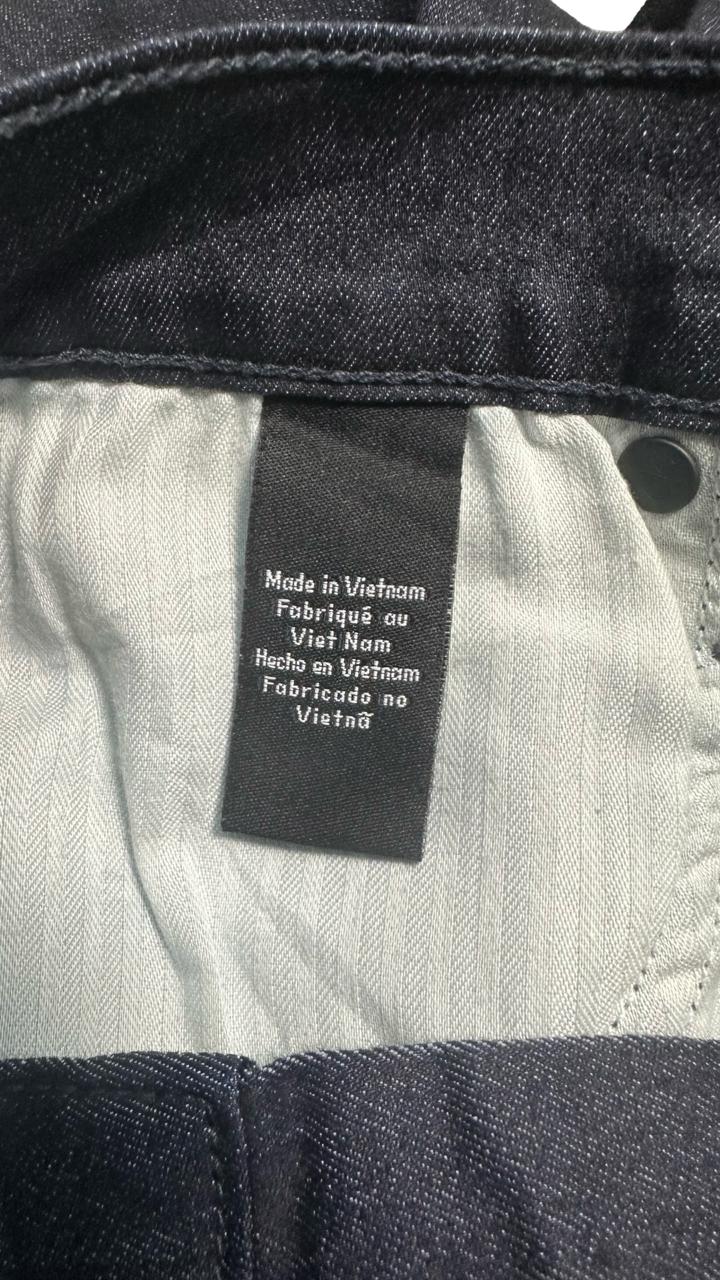 Made in Vietnam
Fabriqué au
Viet Nam
Hecho en Vietnam
Fabricado no
Vietnã